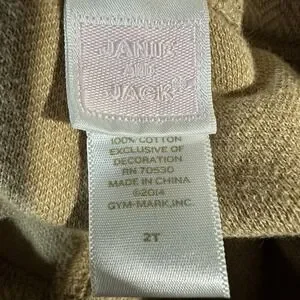 JANIE
AND
JACK
100% COTTON
EXCLUSIVE OF
DECORATION
RN 70530
MADE IN CHINA
©2014
GYM-MARK,INC.
2T